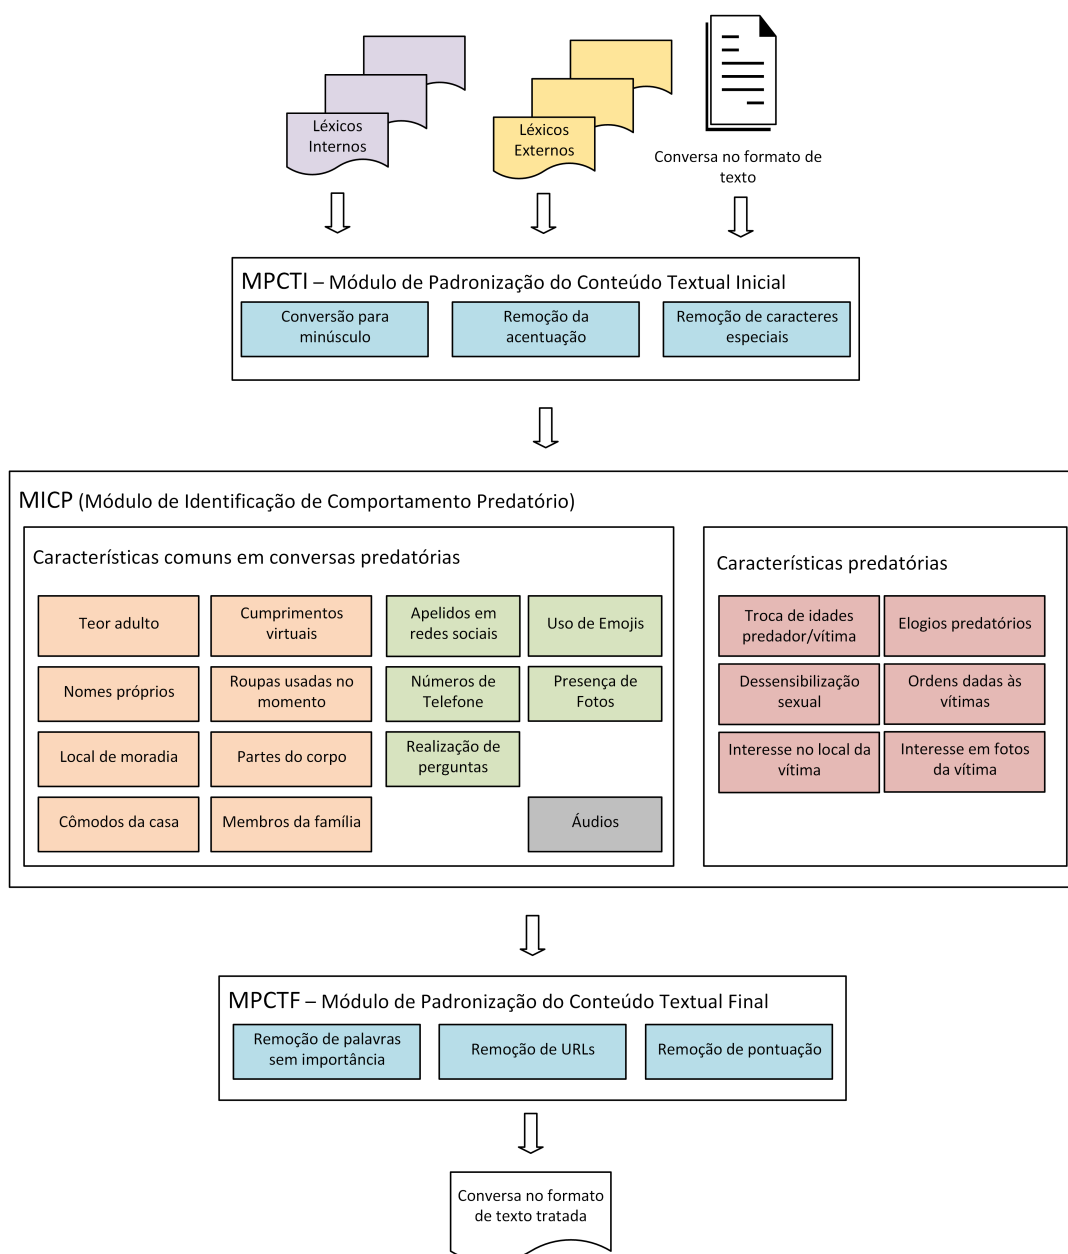 Léxicos
Internos
Léxicos
Externos
Conversa no formato de
texto
MPCTI – Módulo de Padronização do Conteúdo Textual Inicial
Conversão para
minúsculo
Remoção da
acentuação
Remoção de caracteres
especiais
MICP (Módulo de Identificação de Comportamento Predatório)
Características comuns em conversas predatórias
Teor adulto
Cumprimentos
virtuais
Apelidos em
redes sociais
Uso de Emojis
Nomes próprios
Roupas usadas no
momento
Números de
Telefone
Presença de
Fotos
Local de moradia
Partes do corpo
Realização de
perguntas
Cômodos da casa
Membros da família
Áudios
Características predatórias
Troca de idades
predador/vítima
Elogios predatórios
Dessensibilização
sexual
Ordens dadas às
vítimas
Interesse no local da
vítima
Interesse em fotos
da vítima
MPCTF – Módulo de Padronização do Conteúdo Textual Final
Remoção de palavras
sem importância
Remoção de URLs
Remoção de pontuação
Conversa no formato
de texto tratada